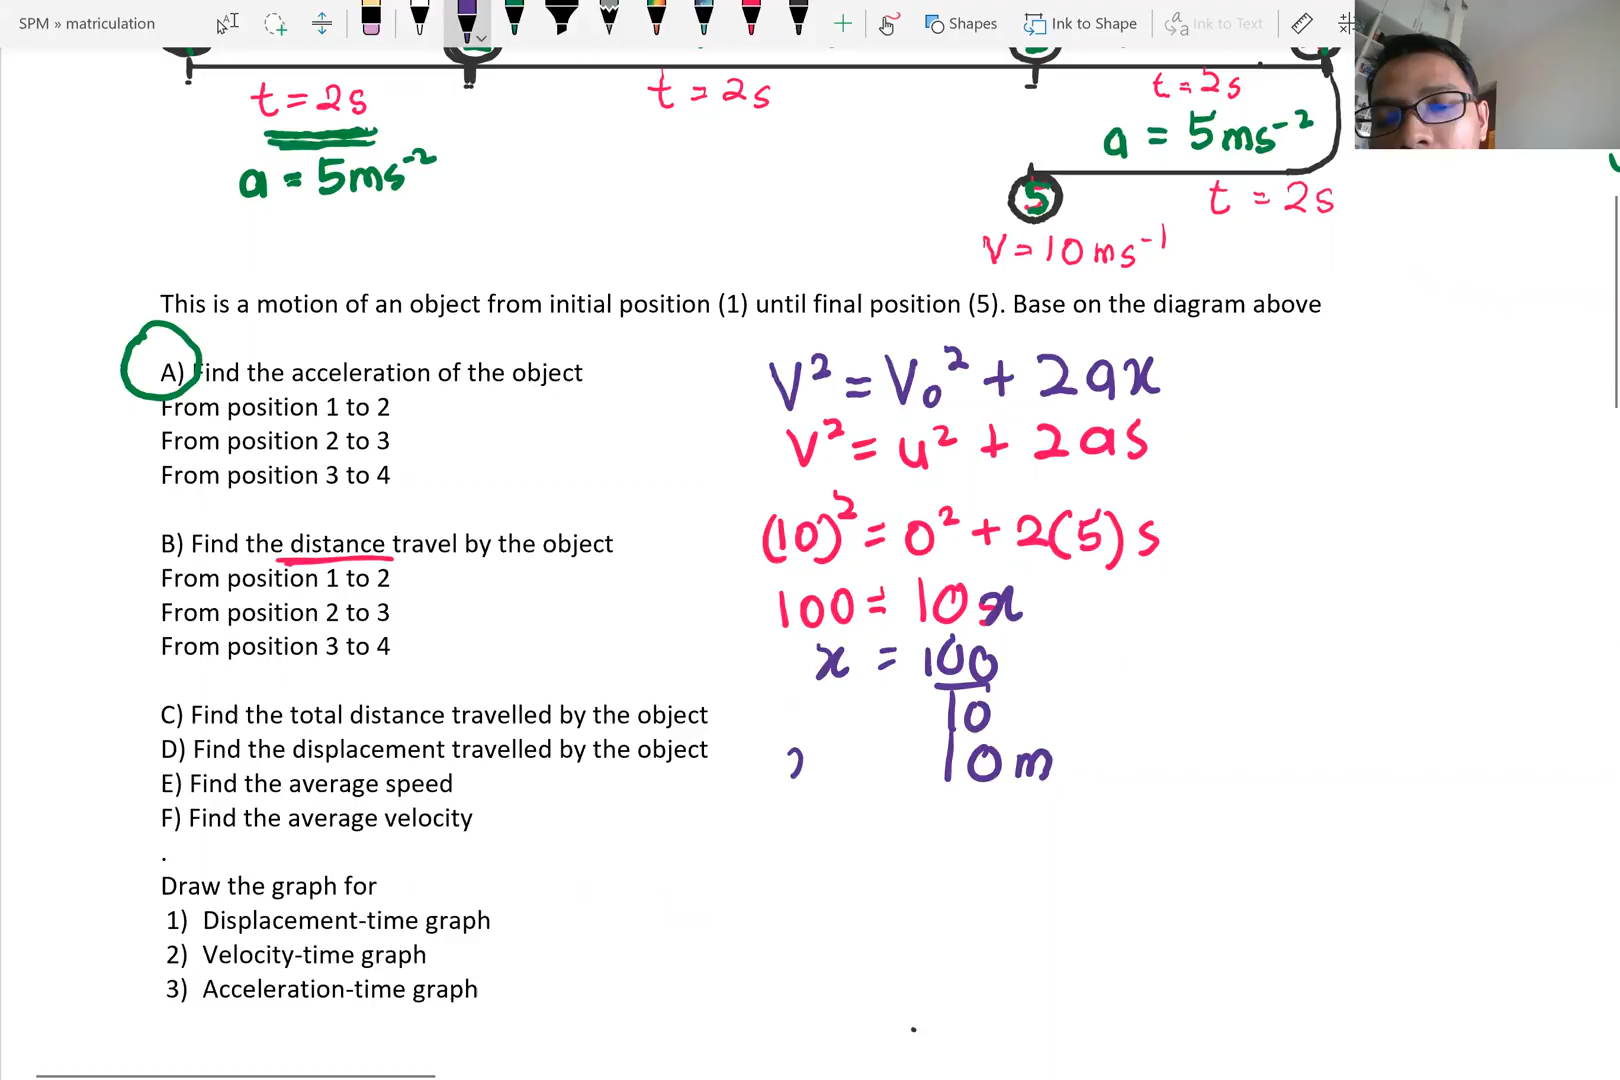 SPM » matriculation
Shapes
Ink to Shape
Ink to Text
t = 2s
t = 2s
t = 2s
a = 5ms⁻²
a = 5ms⁻²
5
t = 2s
V = 10ms⁻¹
This is a motion of an object from initial position (1) until final position (5). Base on the diagram above
A) Find the acceleration of the object
From position 1 to 2
From position 2 to 3
From position 3 to 4
B) Find the distance travel by the object
From position 1 to 2
From position 2 to 3
From position 3 to 4
C) Find the total distance travelled by the object
D) Find the displacement travelled by the object
E) Find the average speed
F) Find the average velocity
.
Draw the graph for
1) Displacement-time graph
2) Velocity-time graph
3) Acceleration-time graph
V² = V₀² + 2ax
V² = u² + 2as
(10)² = 0² + 2(5)s
100 = 10x
x = 100
10
10m